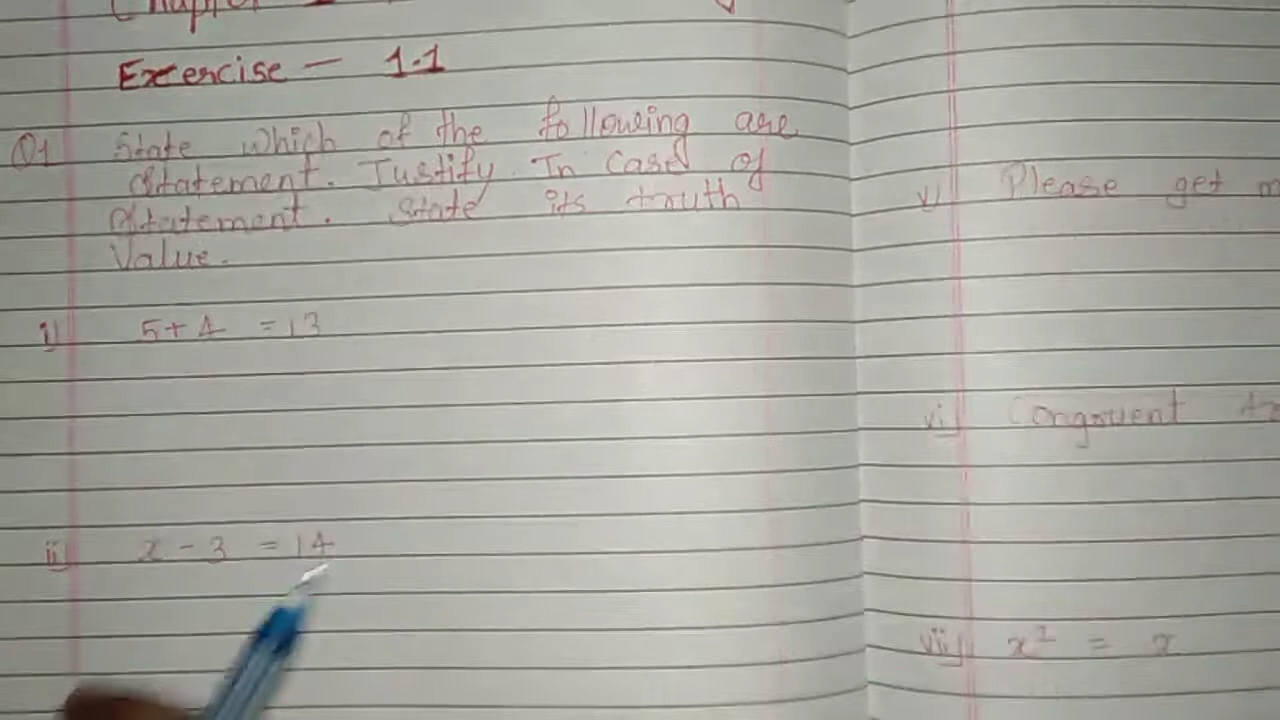 Chapter
Exercise – 1.1
Q1 State which of the following are
statement. Justify. In case of
statement. state its truth
Value.
i) 5+4 =13
ii) x - 3 =14
v) Please get
vi) Congruent
vii) x² = x